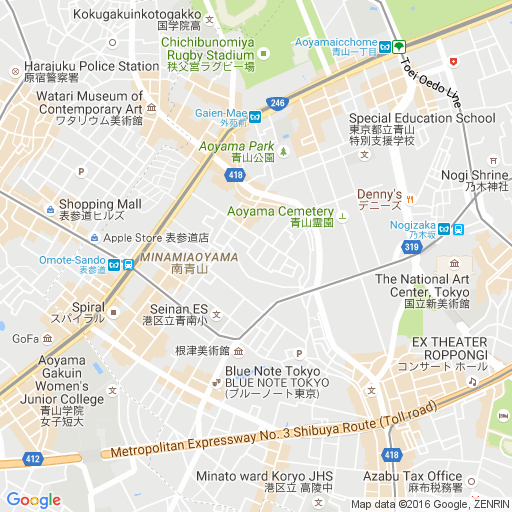 Kokugakuinkotogakko
国学院高
Chichibunomiya
Rugby Stadium
秩父宮ラグビー場
Aoyamaicchome
青山一丁目
Toei Oedo Line
Harajuku Police Station
原宿警察署
Watari Museum of
Contemporary Art
ワタリウム美術館
246
Gaien-Mae
外苑前
Special Education School
東京都立青山
特別支援学校
Aoyama Park
青山公園
418
Nogi Shrine
乃木神社
Denny's
デニーズ
Shopping Mall
表参道ヒルズ
Aoyama Cemetery
青山霊園
Nogizaka
乃木坂
319
Apple Store 表参道店
Omote-Sando
表参道
MINAMIAOYAMA
南青山
The National Art
Center, Tokyo
国立新美術館
Spiral
スパイラル
Seinan ES
港区立青南小
GoFa
根津美術館
EX THEATER
ROPPONGI
コンサート ホール
Aoyama
Gakuin
Women's
Junior College
青山学院
女子短大
Blue Note Tokyo
BLUE NOTE TOKYO
(ブルーノート東京)
Metropolitan Expressway No. 3 Shibuya Route (Toll road)
412
418
Minato ward Koryo JHS
港区立 高陵中
Azabu Tax Office
麻布税務署
Google
Map data ©2016 Google, ZENRIN